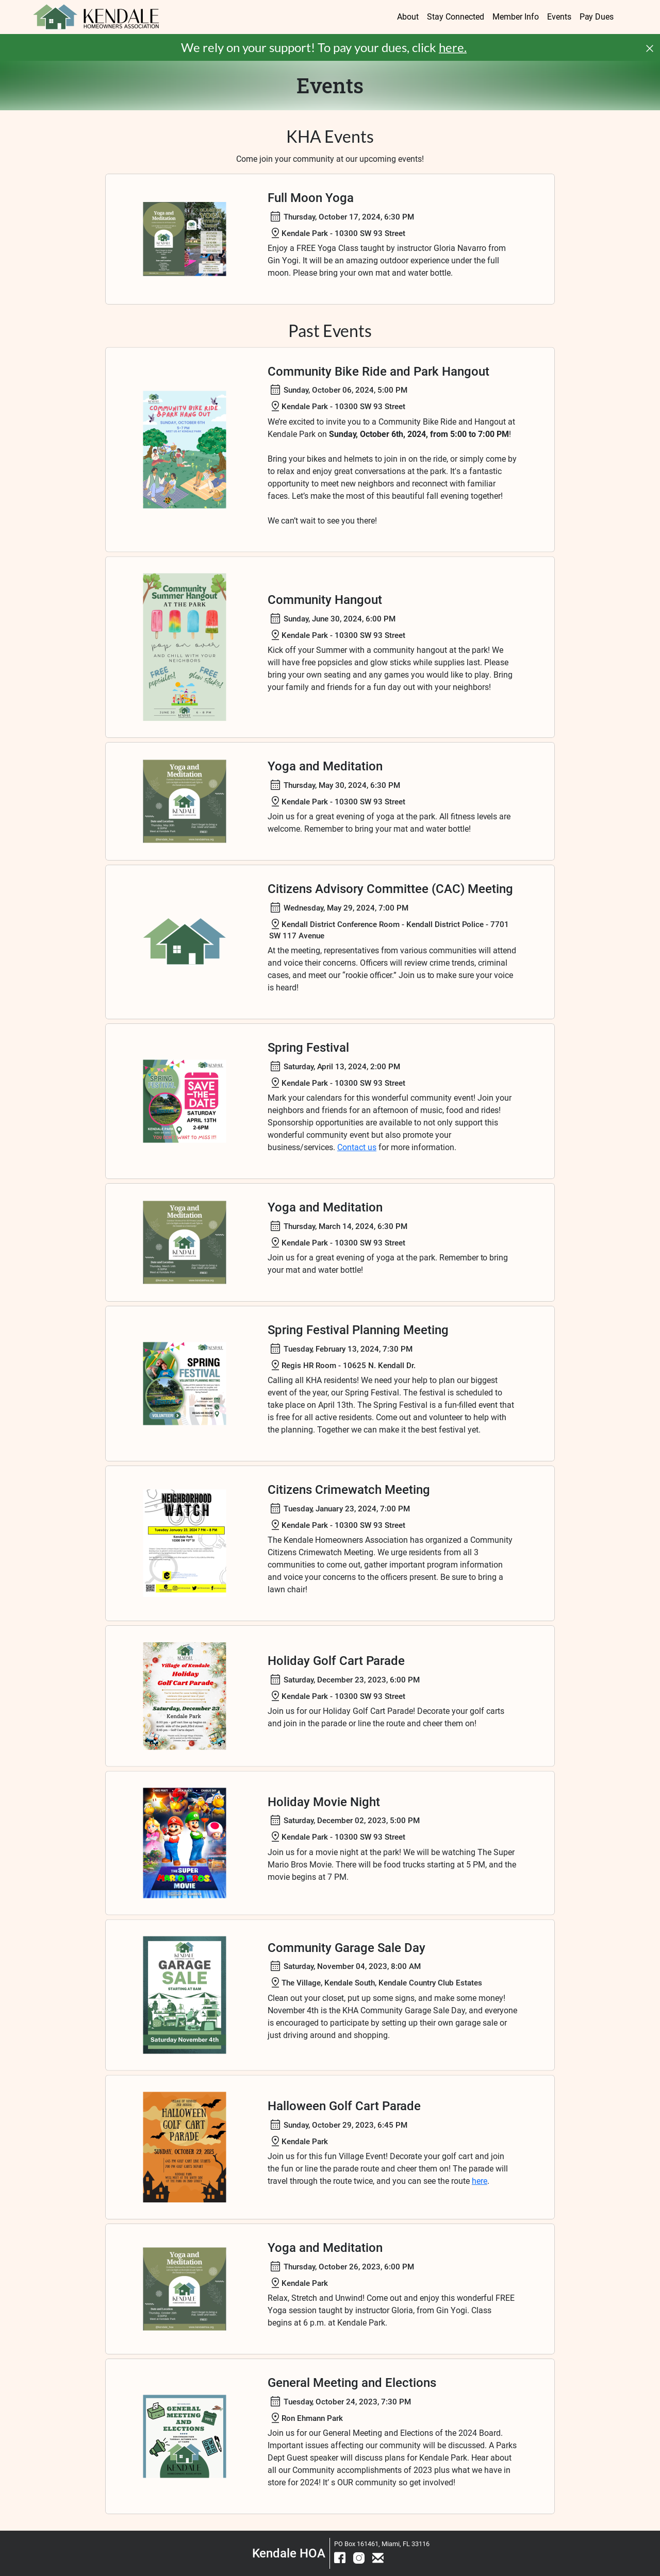 KENDALE
HOMEOWNERS ASSOCIATION
About Stay Connected Member Info Events Pay Dues
We rely on your support! To pay your dues, click here.
Events
KHA Events
Come join your community at our upcoming events!
Yoga and
Meditation
Full Moon Yoga
Thursday, October 17, 2024, 6:30 PM
Kendale Park - 10300 SW 93 Street
Enjoy a FREE Yoga Class taught by instructor Gloria Navarro from
Gin Yogi. It will be an amazing outdoor experience under the full
moon. Please bring your own mat and water bottle.
Past Events
COMMUNITY BIKE RIDE
& PARK HANG OUT
Community Bike Ride and Park Hangout
Sunday, October 06, 2024, 5:00 PM
Kendale Park - 10300 SW 93 Street
We're excited to invite you to a Community Bike Ride and Hangout at
Kendale Park on Sunday, October 6th, 2024, from 5:00 to 7:00 PM!
Bring your bikes and helmets to join in on the ride, or simply come by
to relax and enjoy great conversations at the park. It's a fantastic
opportunity to meet new neighbors and reconnect with familiar
faces. Let's make the most of this beautiful fall evening together!
We can't wait to see you there!
Community
Summer Hangout
AT THE PARK
pop on over
AND CHILL WITH YOUR
NEIGHBORS
FREE
popsicles!
FREE
glow sticks!
Community Hangout
Sunday, June 30, 2024, 6:00 PM
Kendale Park - 10300 SW 93 Street
Kick off your Summer with a community hangout at the park! We
will have free popsicles and glow sticks while supplies last. Please
bring your own seating and any games you would like to play. Bring
your family and friends for a fun day out with your neighbors!
Yoga and
Meditation
KENDALE
Yoga and Meditation
Thursday, May 30, 2024, 6:30 PM
Kendale Park - 10300 SW 93 Street
Join us for a great evening of yoga at the park. All fitness levels are
welcome. Remember to bring your mat and water bottle!
Citizens Advisory Committee (CAC) Meeting
Wednesday, May 29, 2024, 7:00 PM
Kendall District Conference Room - Kendall District Police - 7701
SW 117 Avenue
At the meeting, representatives from various communities will attend
and voice their concerns. Officers will review crime trends, criminal
cases, and meet our “rookie officer.” Join us to make sure your voice
is heard!
SPRING
FESTIVAL
SAVE
-THE-
DATE
SATURDAY
APRIL 13TH
2-6PM
KENDALE PARK
Spring Festival
Saturday, April 13, 2024, 2:00 PM
Kendale Park - 10300 SW 93 Street
Mark your calendars for this wonderful community event! Join your
neighbors and friends for an afternoon of music, food and rides!
Sponsorship opportunities are available to not only support this
wonderful community event but also promote your
business/services. Contact us for more information.
Yoga and
Meditation
KENDALE
Yoga and Meditation
Thursday, March 14, 2024, 6:30 PM
Kendale Park - 10300 SW 93 Street
Join us for a great evening of yoga at the park. Remember to bring
your mat and water bottle!
SPRING
FESTIVAL
VOLUNTEER PLANNING MEETING
VOLUNTEER
Spring Festival Planning Meeting
Tuesday, February 13, 2024, 7:30 PM
Regis HR Room - 10625 N. Kendall Dr.
Calling all KHA residents! We need your help to plan our biggest
event of the year, our Spring Festival. The festival is scheduled to
take place on April 13th. The Spring Festival is a fun-filled event that
is free for all active residents. Come out and volunteer to help with
the planning. Together we can make it the best festival yet.
NEIGHBORHOOD
WATCH
Tuesday January 23, 2024 7 PM - 8 PM
Kendale Park
Citizens Crimewatch Meeting
Tuesday, January 23, 2024, 7:00 PM
Kendale Park - 10300 SW 93 Street
The Kendale Homeowners Association has organized a Community
Citizens Crimewatch Meeting. We urge residents from all 3
communities to come out, gather important program information
and voice your concerns to the officers present. Be sure to bring a
lawn chair!
Village of Kendale
Holiday
Golf Cart Parade
Saturday, December 23
Kendale Park
Holiday Golf Cart Parade
Saturday, December 23, 2023, 6:00 PM
Kendale Park - 10300 SW 93 Street
Join us for our Holiday Golf Cart Parade! Decorate your golf carts
and join in the parade or line the route and cheer them on!
THE SUPER
MARIO BROS.
MOVIE
Holiday Movie Night
Saturday, December 02, 2023, 5:00 PM
Kendale Park - 10300 SW 93 Street
Join us for a movie night at the park! We will be watching The Super
Mario Bros Movie. There will be food trucks starting at 5 PM, and the
movie begins at 7 PM.
GARAGE
SALE
STARTING AT 8AM
Saturday November 4th
Community Garage Sale Day
Saturday, November 04, 2023, 8:00 AM
The Village, Kendale South, Kendale Country Club Estates
Clean out your closet, put up some signs, and make some money!
November 4th is the KHA Community Garage Sale Day, and everyone
is encouraged to participate by setting up their own garage sale or
just driving around and shopping.
HALLOWEEN
GOLF CART
PARADE
SUNDAY, OCTOBER 29, 2023
Halloween Golf Cart Parade
Sunday, October 29, 2023, 6:45 PM
Kendale Park
Join us for this fun Village Event! Decorate your golf cart and join
the fun or line the parade route and cheer them on! The parade will
travel through the route twice, and you can see the route here.
Yoga and
Meditation
KENDALE
Yoga and Meditation
Thursday, October 26, 2023, 6:00 PM
Kendale Park
Relax, Stretch and Unwind! Come out and enjoy this wonderful FREE
Yoga session taught by instructor Gloria, from Gin Yogi. Class
begins at 6 p.m. at Kendale Park.
GENERAL
MEETING AND
ELECTIONS
KENDALE
General Meeting and Elections
Tuesday, October 24, 2023, 7:30 PM
Ron Ehmann Park
Join us for our General Meeting and Elections of the 2024 Board.
Important issues affecting our community will be discussed. A Parks
Dept Guest speaker will discuss plans for Kendale Park. Hear about
all our Community accomplishments of 2023 plus what we have in
store for 2024! It' s OUR community so get involved!
Kendale HOA
PO Box 161461, Miami, FL 33116